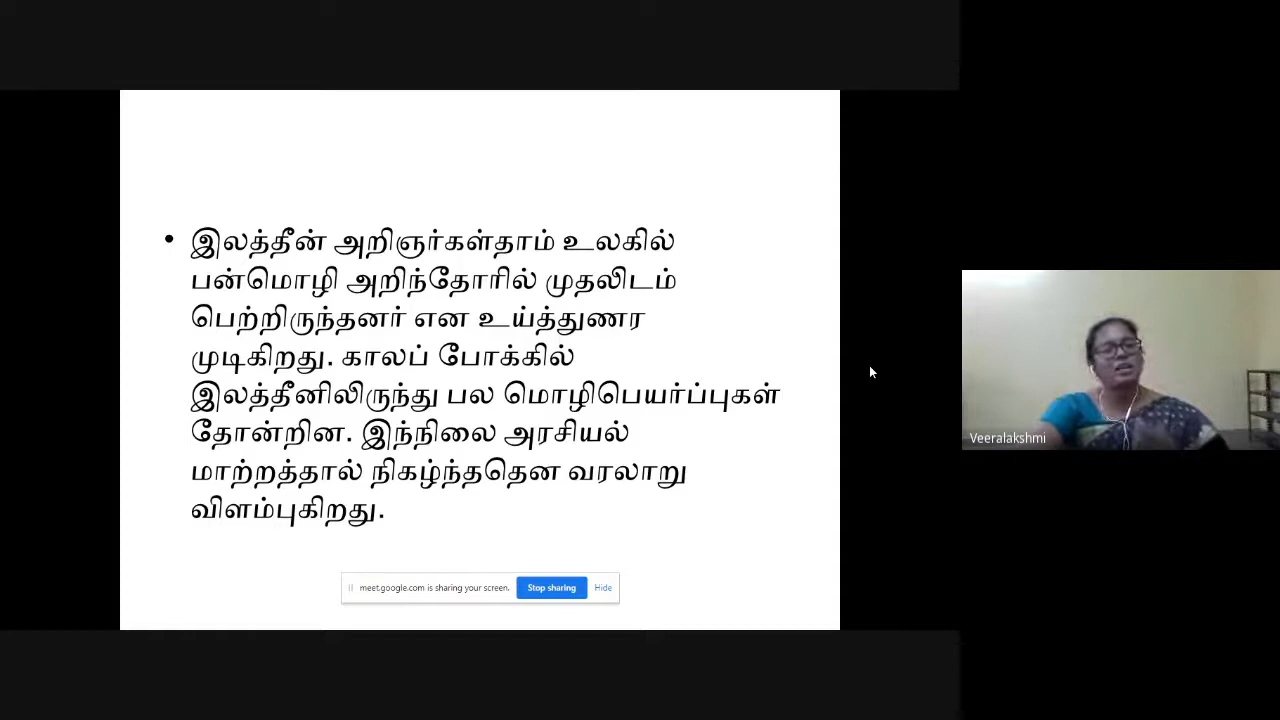 • இலத்தீன் அறிஞர்கள்தாம் உலகில்
பன்மொழி அறிந்தோரில் முதலிடம்
பெற்றிருந்தனர் என உய்த்துணர
முடிகிறது. காலப் போக்கில்
இலத்தீனிலிருந்து பல மொழிபெயர்ப்புகள்
தோன்றின. இந்நிலை அரசியல்
மாற்றத்தால் நிகழ்ந்ததென வரலாறு
விளம்புகிறது.
meet.google.com is sharing your screen. Stop sharing Hide
Veeralakshmi